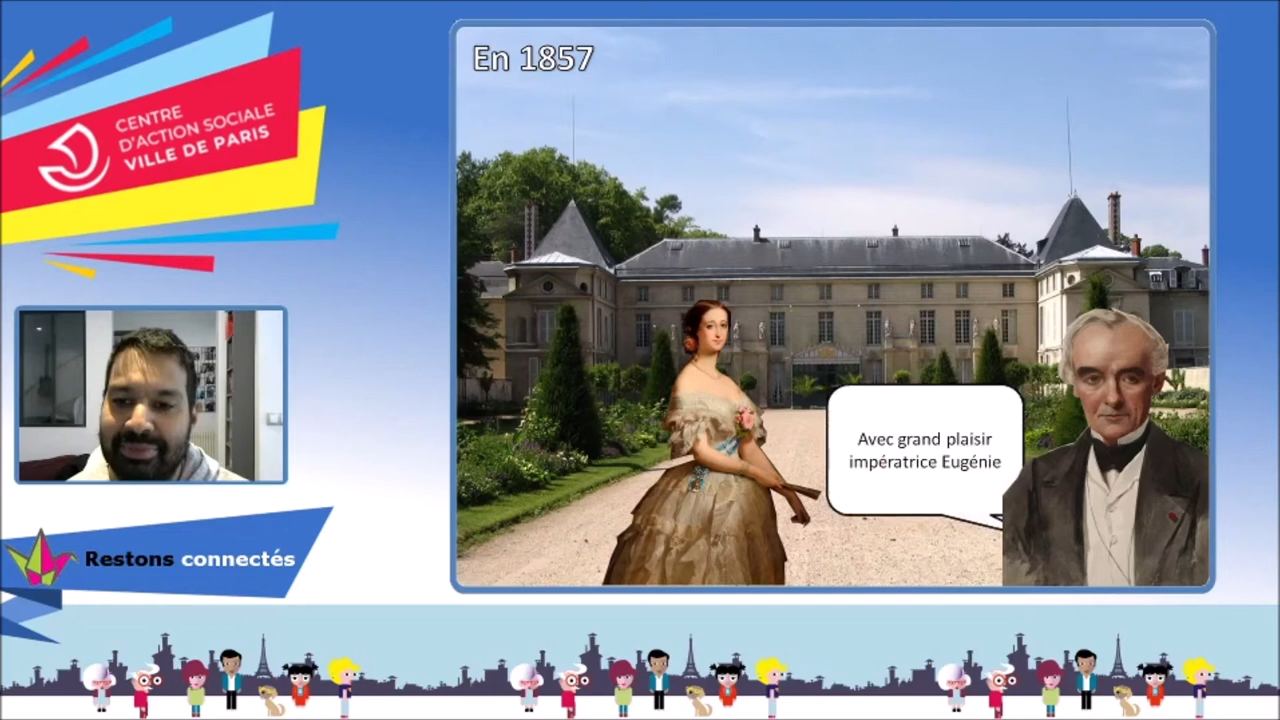 CENTRE
D'ACTION SOCIALE
VILLE DE PARIS
En 1857
Avec grand plaisir
impératrice Eugénie
Restons connectés